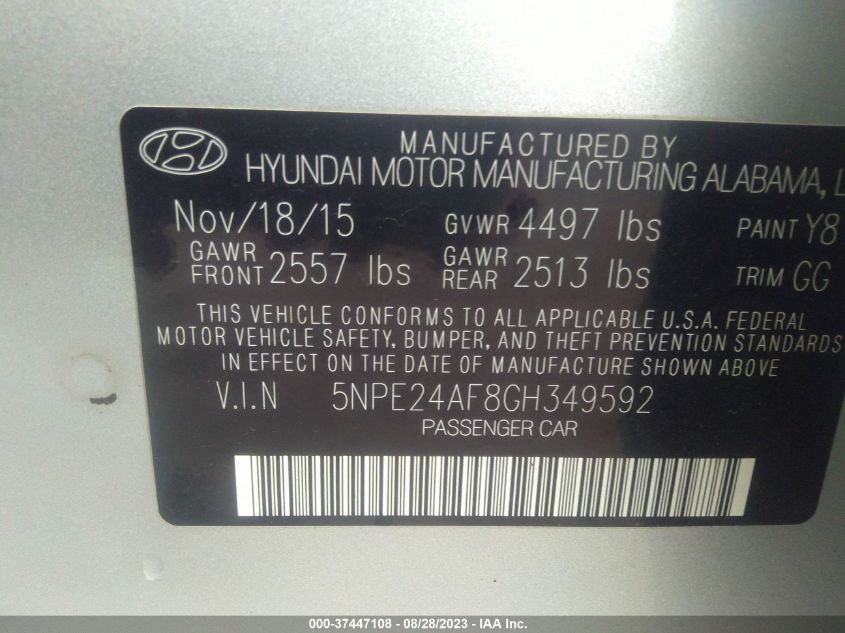 MANUFACTURED BY
HYUNDAI MOTOR MANUFACTURING ALABAMA, L
Nov/18/15 GVWR 4497 lbs PAINT Y8
GAWR FRONT 2557 lbs GAWR REAR 2513 lbs TRIM GG
THIS VEHICLE CONFORMS TO ALL APPLICABLE U.S.A. FEDERAL
MOTOR VEHICLE SAFETY, BUMPER, AND THEFT PREVENTION STANDARDS
IN EFFECT ON THE DATE OF MANUFACTURE SHOWN ABOVE
V.I.N 5NPE24AF8GH349592
PASSENGER CAR
000-37447108 - 08/28/2023 - IAA Inc.